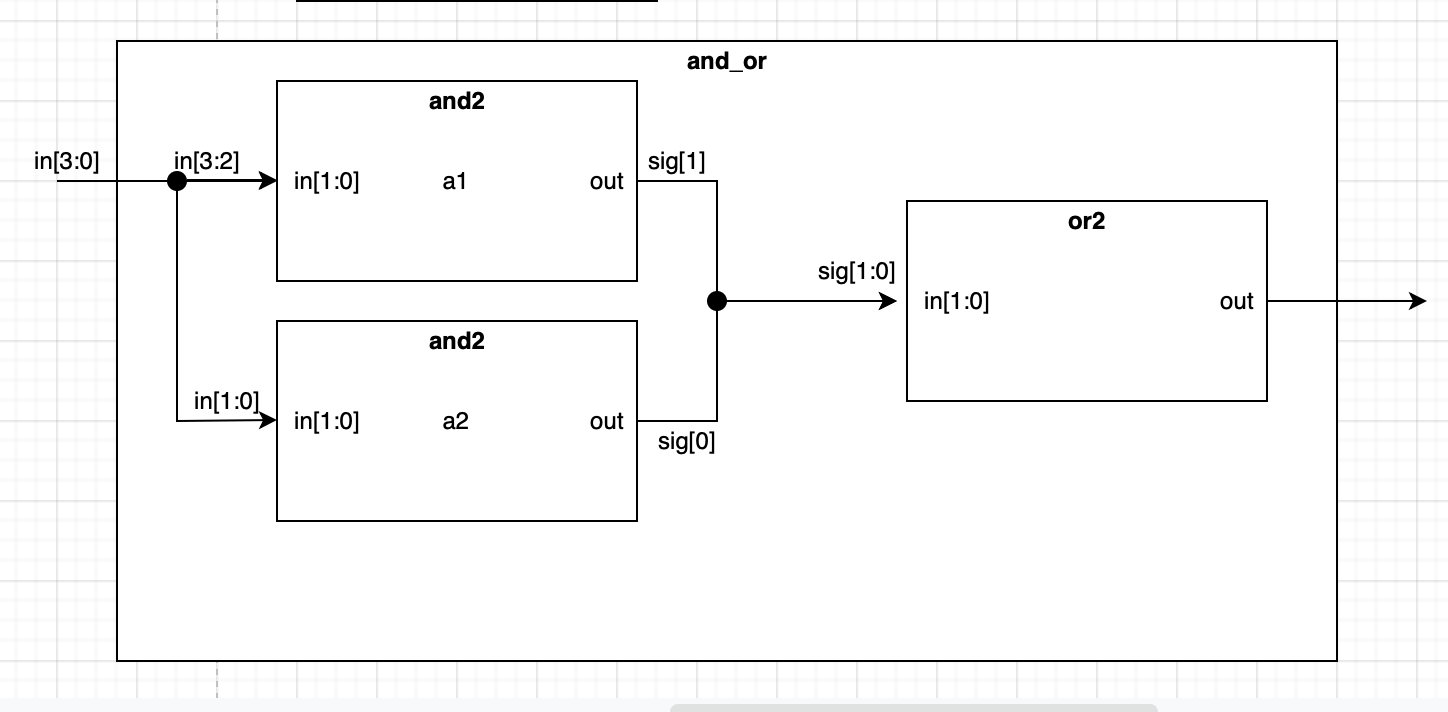 and_or
and2
in[3:0]
in[3:2]
in[1:0]
a1
out
sig[1]
and2
in[1:0]
in[1:0]
a2
out
sig[0]
sig[1:0]
or2
in[1:0]
out